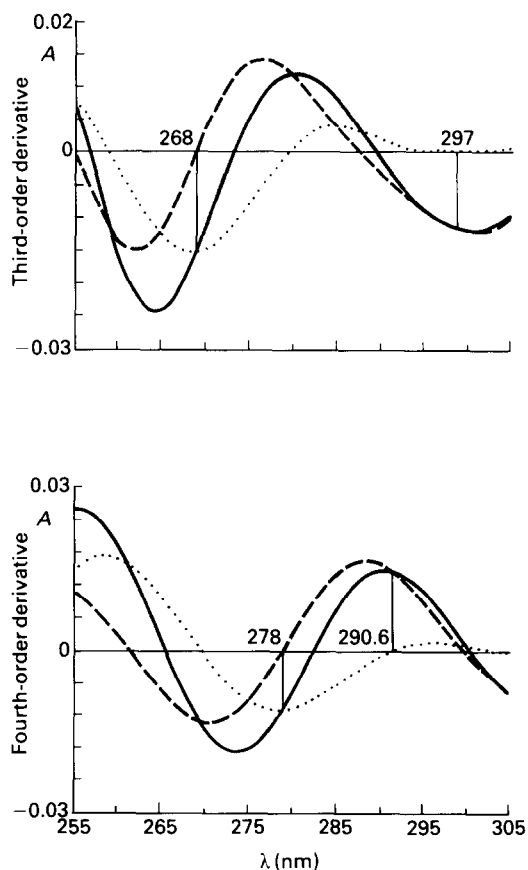 0.02
A
Third-order derivative
268
297
0
−0.03
0.03
A
Fourth-order derivative
278
290.6
0
−0.03
255 265 275 285 295 305
λ (nm)